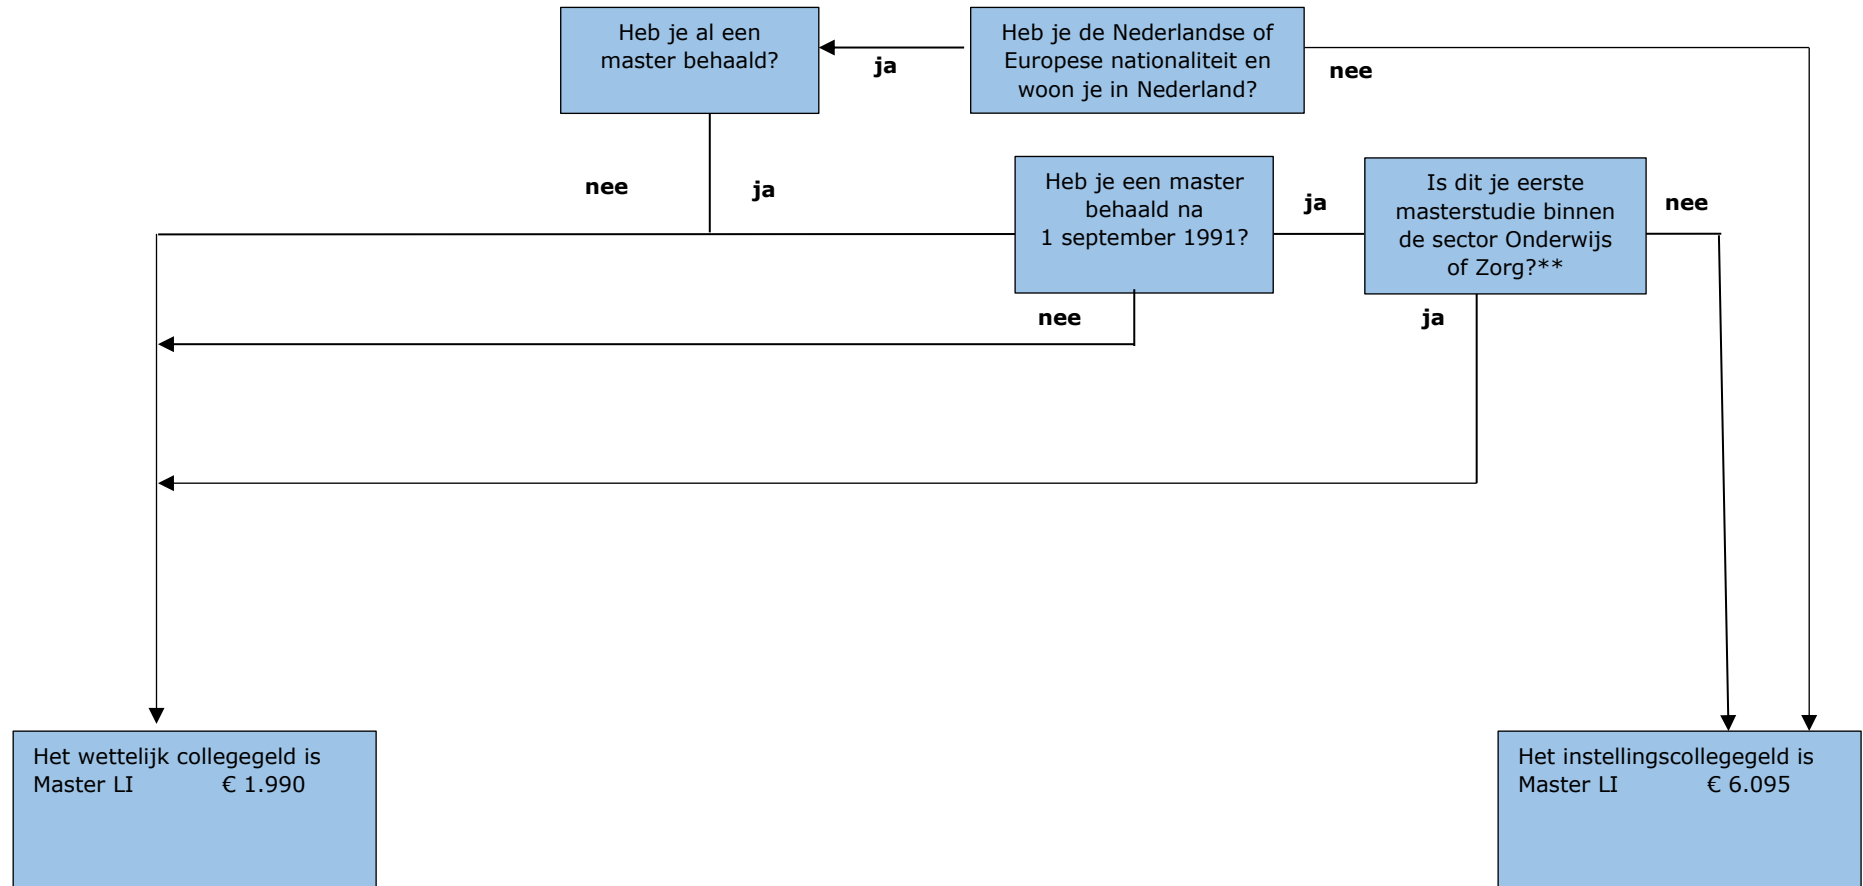 Heb je al een
master behaald?
ja
Heb je de Nederlandse of
Europese nationaliteit en
woon je in Nederland?
nee
nee
ja
Heb je een master
behaald na
1 september 1991?
ja
Is dit je eerste
masterstudie binnen
de sector Onderwijs
of Zorg?**
nee
nee
ja
Het wettelijk collegegeld is
Master LI € 1.990
Het instellingscollegegeld is
Master LI € 6.095